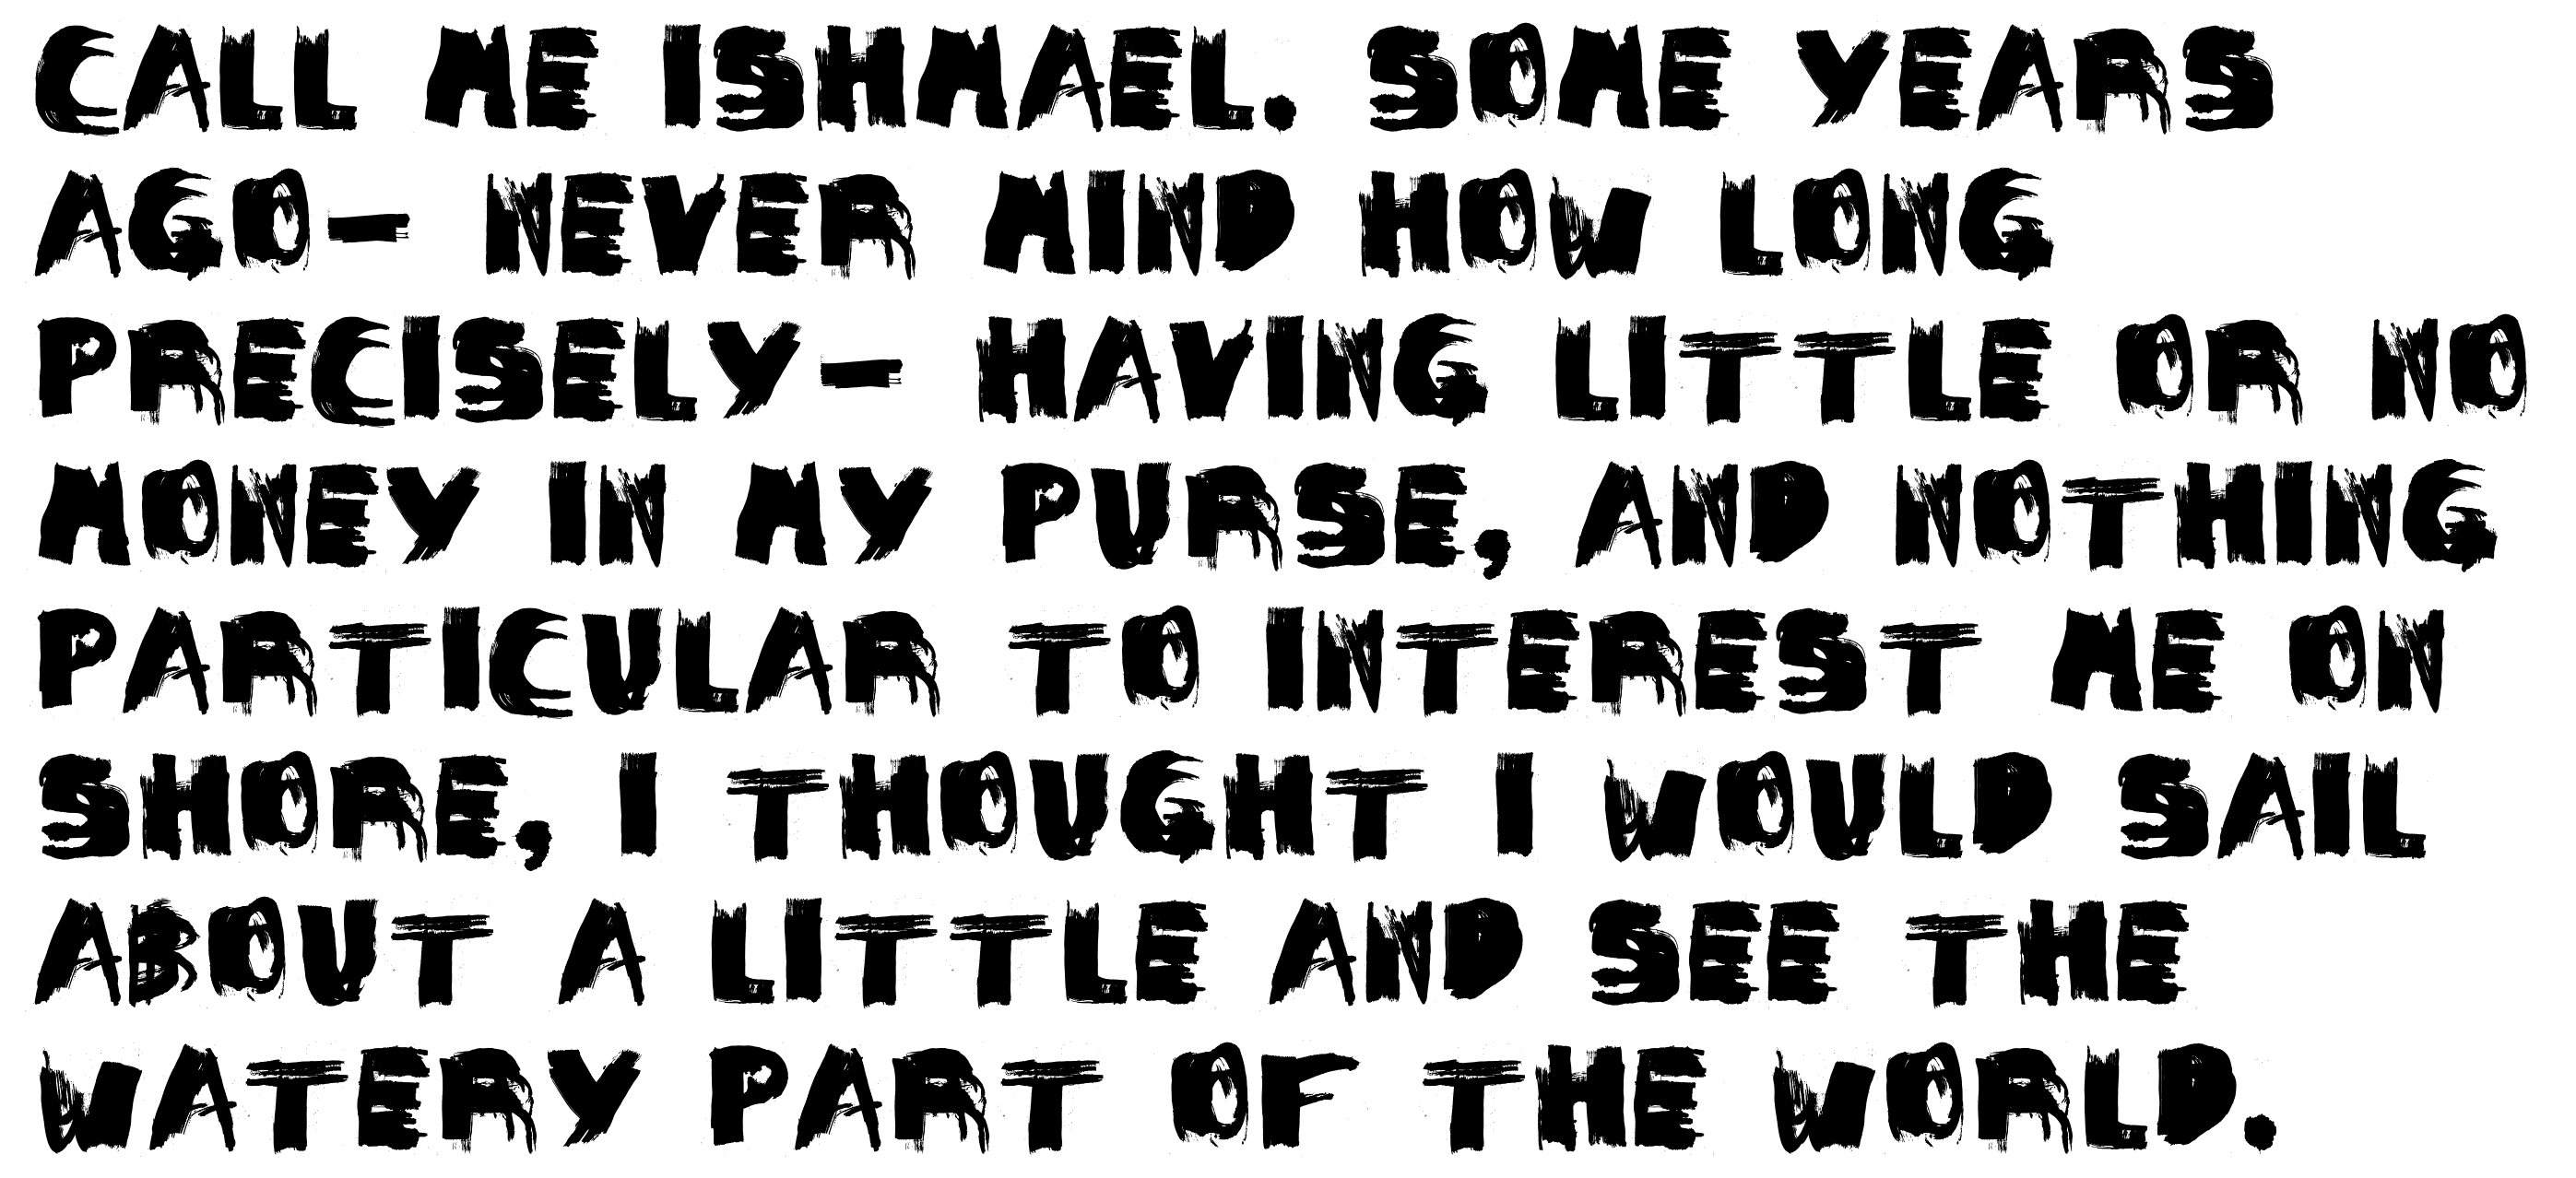 CALL ME ISHMAEL. SOME YEARS
AGO- NEVER MIND HOW LONG
PRECISELY- HAVING LITTLE OR NO
MONEY IN MY PURSE, AND NOTHING
PARTICULAR TO INTEREST ME ON
SHORE, I THOUGHT I WOULD SAIL
ABOUT A LITTLE AND SEE THE
WATERY PART OF THE WORLD.